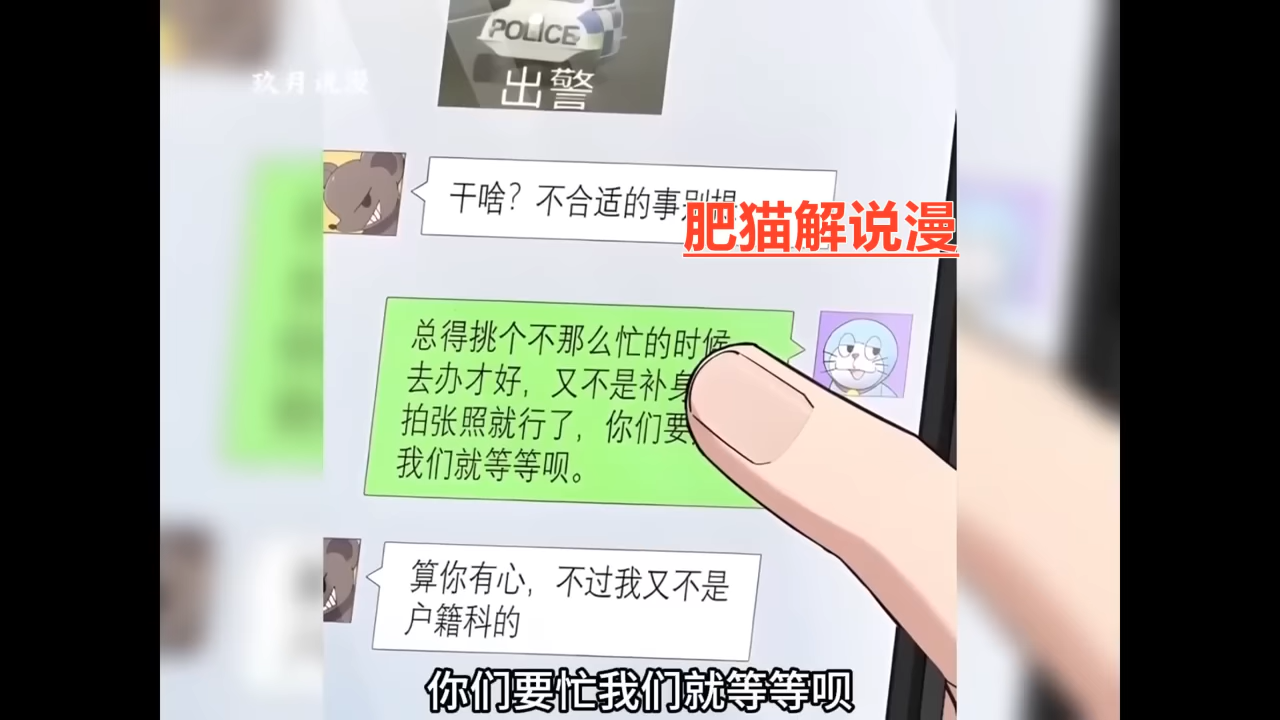 POLICE
出警
玖月说漫
干啥？不合适的事别想
肥猫解说漫
总得挑个不那么忙的时候
去办才好，又不是补身
拍张照就行了，你们要
我们就等等呗。
算你有心，不过我又不是
户籍科的
你们要忙我们就等等呗